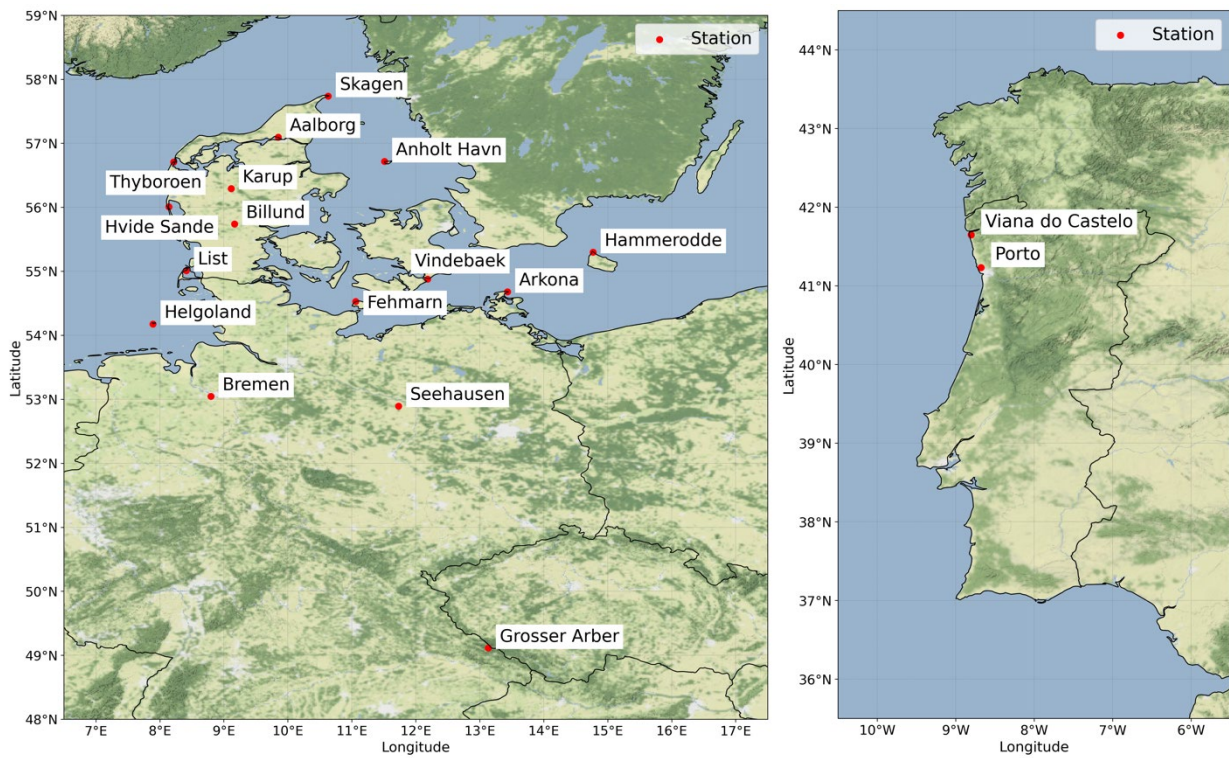 59°N
58°N
57°N
56°N
55°N
54°N
53°N
52°N
51°N
50°N
49°N
48°N
Latitude
Station
Skagen
Aalborg
Anholt Havn
Thyboroen
Karup
Hvide Sande
Billund
Hammerodde
List
Vindebaek
Arkona
Helgoland
Fehmarn
Bremen
Seehausen
Grosser Arber
7°E 8°E 9°E 10°E 11°E 12°E 13°E 14°E 15°E 16°E 17°E
Longitude
44°N
43°N
42°N
41°N
40°N
39°N
38°N
37°N
36°N
Latitude
Station
Viana do Castelo
Porto
10°W 9°W 8°W 7°W 6°W
Longitude